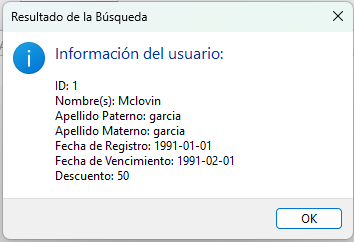 Resultado de la Búsqueda
Información del usuario:
ID: 1
Nombre(s): Mclovin
Apellido Paterno: garcia
Apellido Materno: garcia
Fecha de Registro: 1991-01-01
Fecha de Vencimiento: 1991-02-01
Descuento: 50
OK